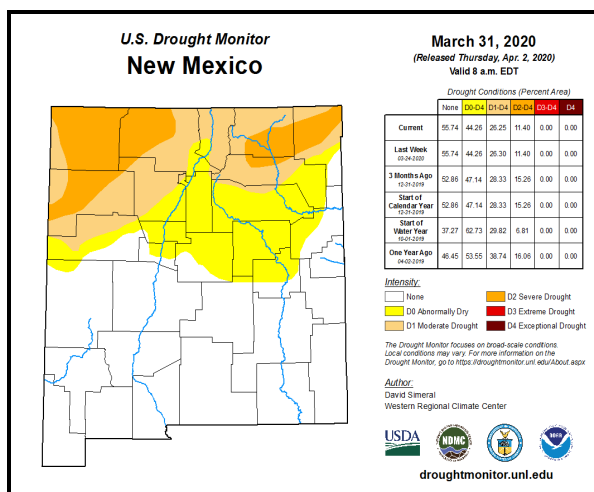 U.S. Drought Monitor
New Mexico
March 31, 2020
(Released Thursday, Apr. 2, 2020)
Valid 8 a.m. EDT
Drought Conditions (Percent Area)
None D0-D4 D1-D4 D2-D4 D3-D4 D4
Current 55.74 44.26 26.25 11.40 0.00 0.00
Last Week
03-24-2020 55.74 44.26 26.30 11.40 0.00 0.00
3 Months Ago
12-31-2019 52.86 47.14 28.33 15.26 0.00 0.00
Start of
Calendar Year
12-31-2019 52.86 47.14 28.33 15.26 0.00 0.00
Start of
Water Year
10-01-2019 37.27 62.73 29.82 6.81 0.00 0.00
One Year Ago
04-02-2019 46.45 53.55 38.74 16.06 0.00 0.00
Intensity:
None
D0 Abnormally Dry
D1 Moderate Drought
D2 Severe Drought
D3 Extreme Drought
D4 Exceptional Drought
The Drought Monitor focuses on broad-scale conditions.
Local conditions may vary. For more information on the
Drought Monitor, go to https://droughtmonitor.unl.edu/About.aspx
Author:
David Simeral
Western Regional Climate Center
USDA
NDMC
NOAA
droughtmonitor.unl.edu